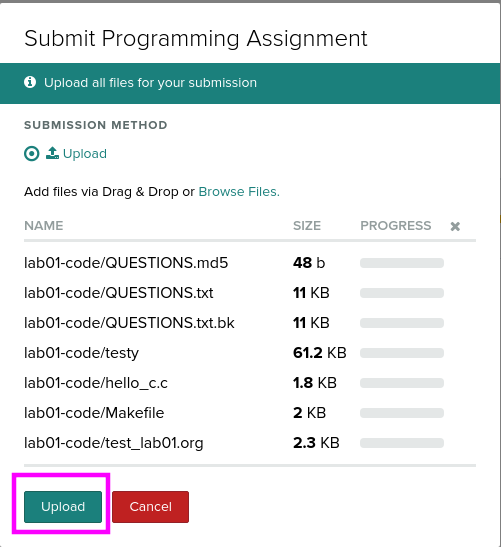 Submit Programming Assignment
Upload all files for your submission
SUBMISSION METHOD
Upload
Add files via Drag & Drop or Browse Files.
NAME SIZE PROGRESS
lab01-code/QUESTIONS.md5 48 b
lab01-code/QUESTIONS.txt 11 KB
lab01-code/QUESTIONS.txt.bk 11 KB
lab01-code/testy 61.2 KB
lab01-code/hello_c.c 1.8 KB
lab01-code/Makefile 2 KB
lab01-code/test_lab01.org 2.3 KB
Upload Cancel